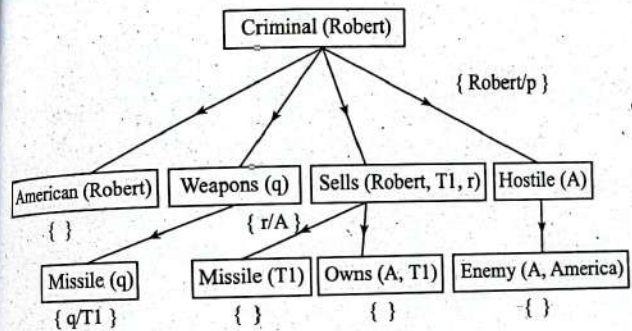 Criminal (Robert)
{ Robert/p }
American (Robert)
Weapons (q)
Sells (Robert, T1, r)
Hostile (A)
{ }
{ r/A }
Missile (q)
Missile (T1)
Owns (A, T1)
Enemy (A, America)
{ q/T1 }
{ }
{ }
{ }